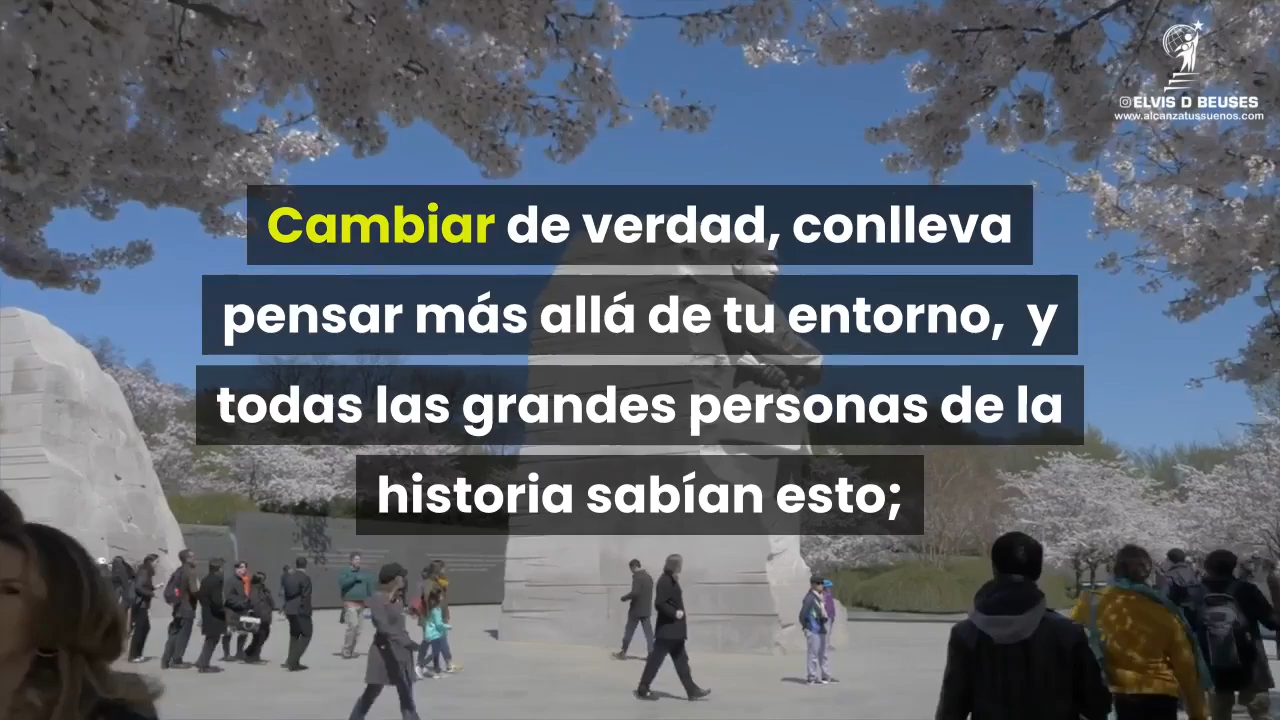 ELVIS D BEUSES
www.alcanzatussuenos.com
Cambiar de verdad, conlleva
pensar más allá de tu entorno, y
todas las grandes personas de la
historia sabían esto;